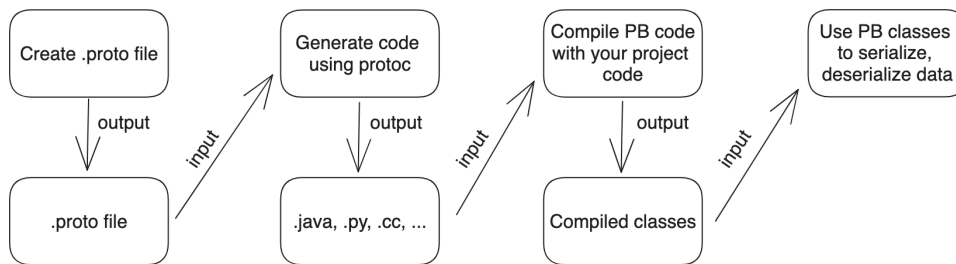 Create .proto file
output
.proto file
input
Generate code
using protoc
output
.java, .py, .cc, ...
input
Compile PB code
with your project
code
output
Compiled classes
input
Use PB classes
to serialize,
deserialize data